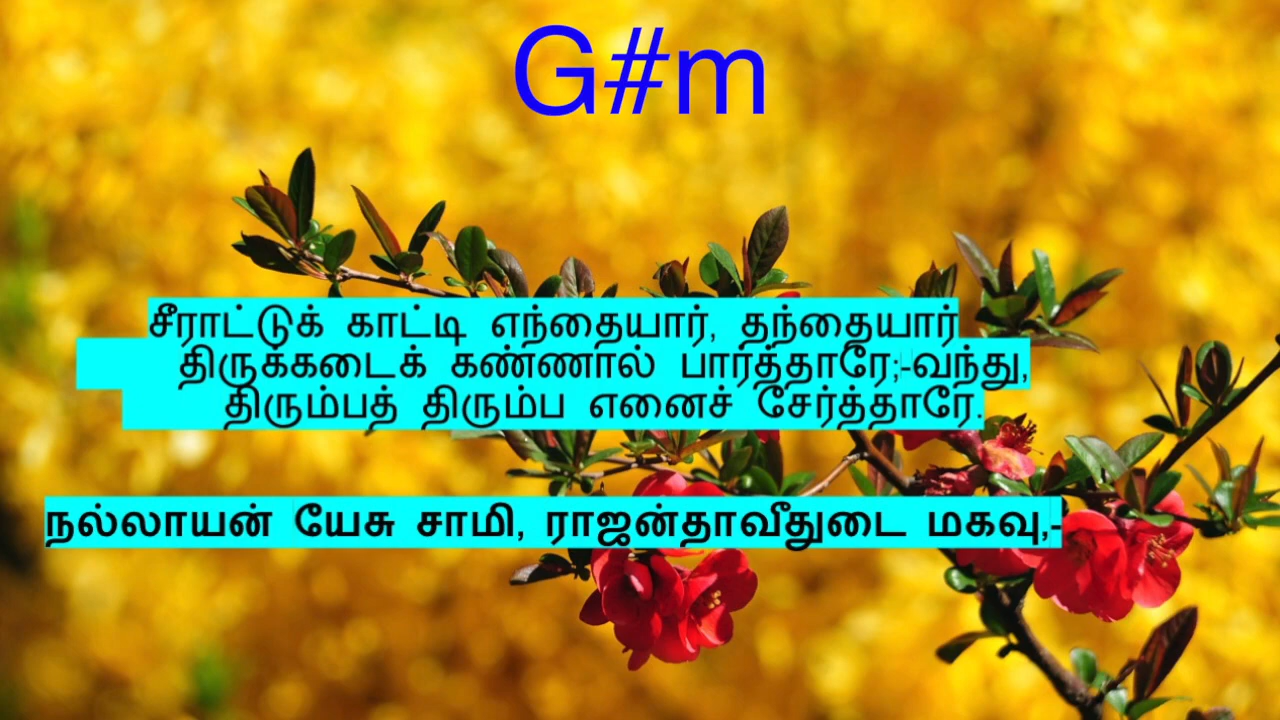 G#m
சீராட்டுக் காட்டி எந்தையார், தந்தையார்
திருக்கடைக் கண்ணால் பார்த்தாரே;-வந்து,
திரும்பத் திரும்ப எனைச் சேர்த்தாரே.
நல்லாயன் யேசு சாமி, ராஜன்தாவீதுடை மகவு,-